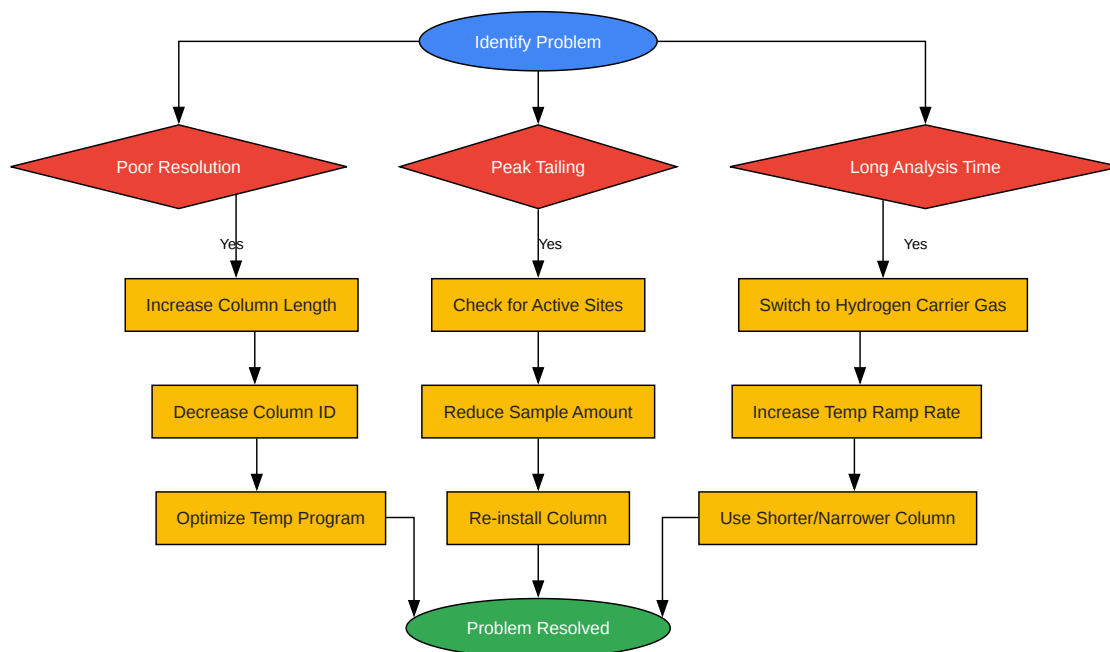 Identify Problem
Poor Resolution
Peak Tailing
Long Analysis Time
Yes
Yes
Yes
Increase Column Length
Check for Active Sites
Switch to Hydrogen Carrier Gas
Decrease Column ID
Reduce Sample Amount
Increase Temp Ramp Rate
Optimize Temp Program
Re-install Column
Use Shorter/Narrower Column
Problem Resolved